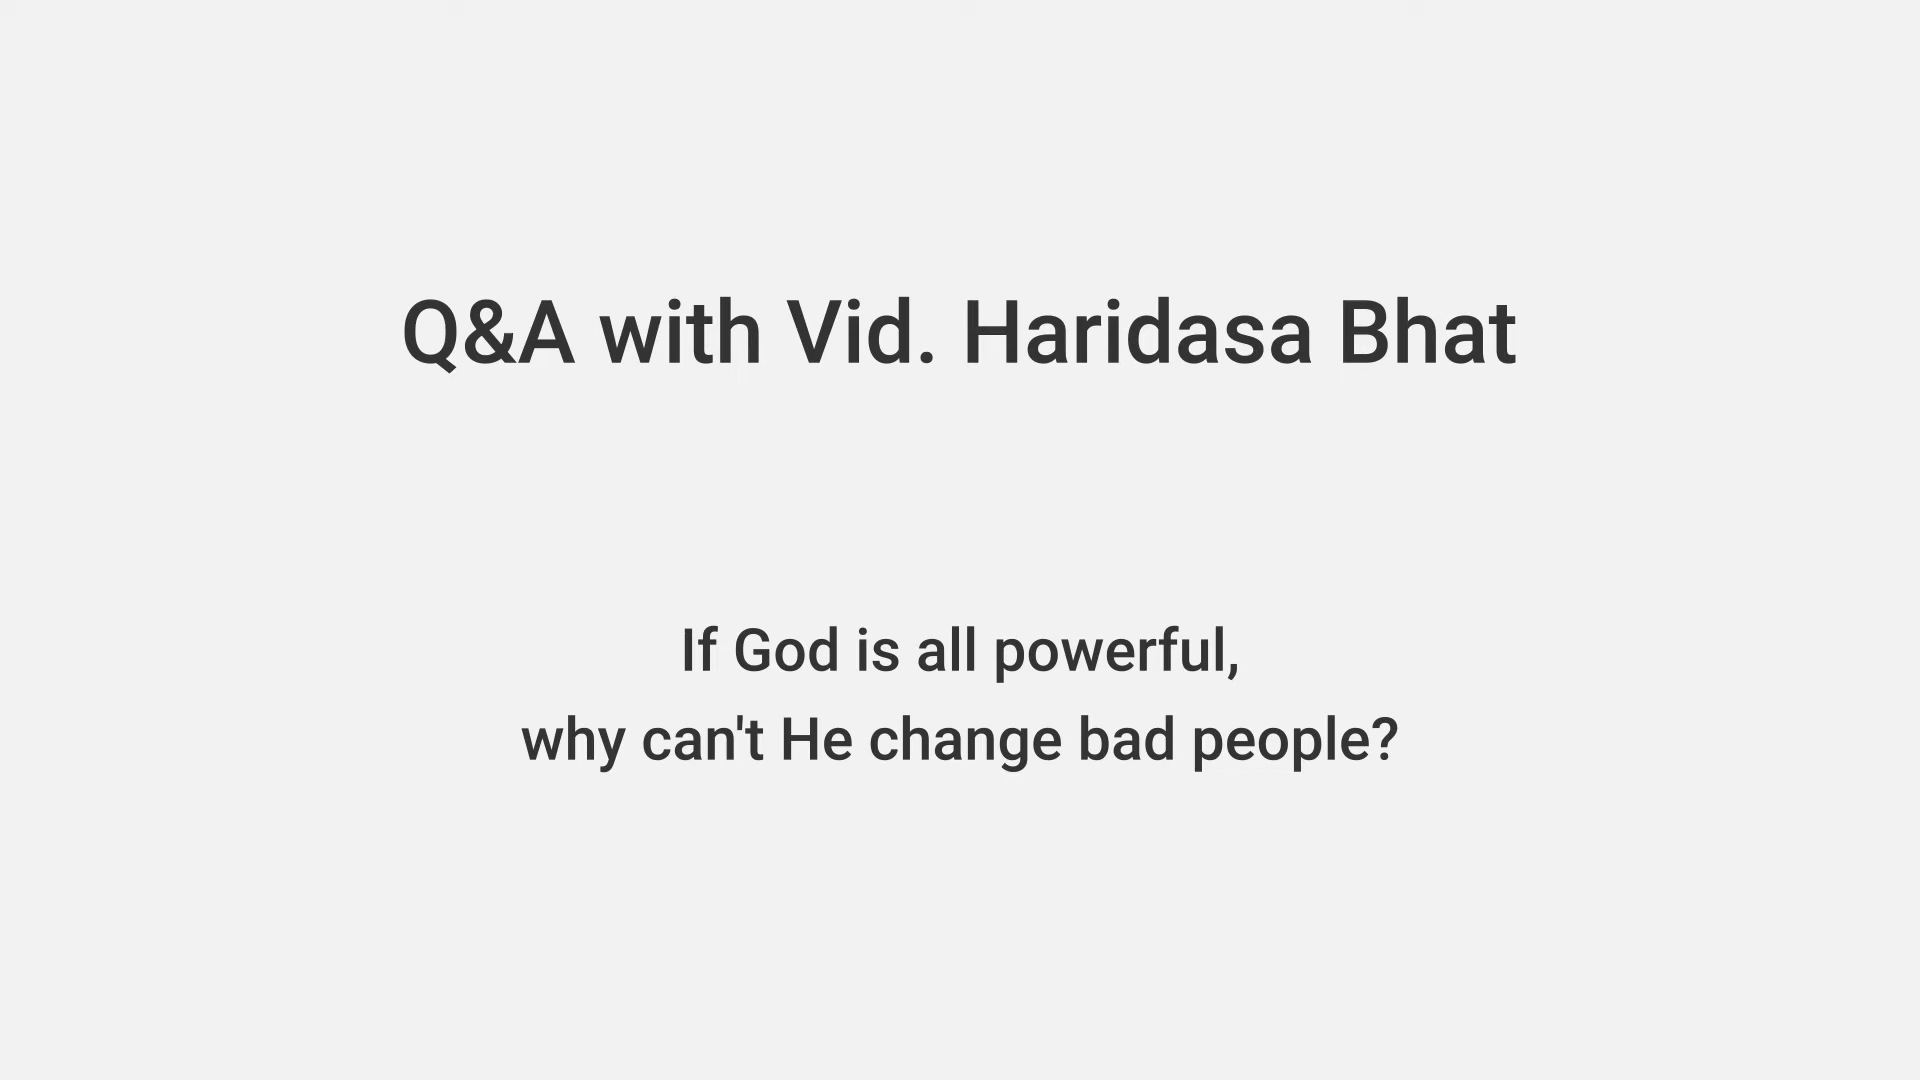 Q&A with Vid. Haridasa Bhat
If God is all powerful,
why can't He change bad people?